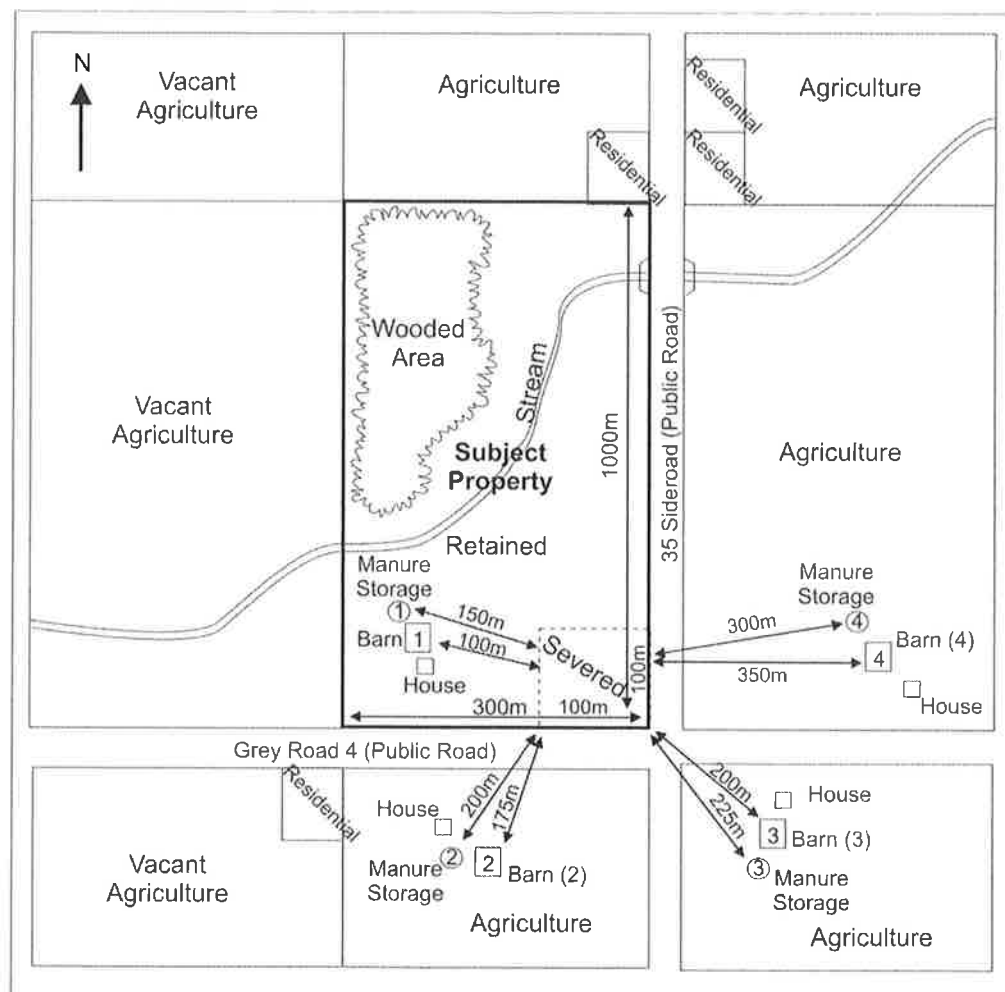 N
Vacant
Agriculture
Agriculture
Residential
Residential
Residential
Agriculture
Wooded
Area
Stream
Vacant
Agriculture
Subject
Property
1000m
35 Sideroad (Public Road)
Agriculture
Retained
Manure
Storage
1
150m
Barn
1
100m
House
Severed
100m
300m
100m
Manure
Storage
4
300m
Barn (4)
4
350m
House
Grey Road 4 (Public Road)
Residential
Vacant
Agriculture
House
200m
175m
Manure
Storage
2
2
Barn (2)
Agriculture
200m
225m
House
3
Barn (3)
3
Manure
Storage
Agriculture